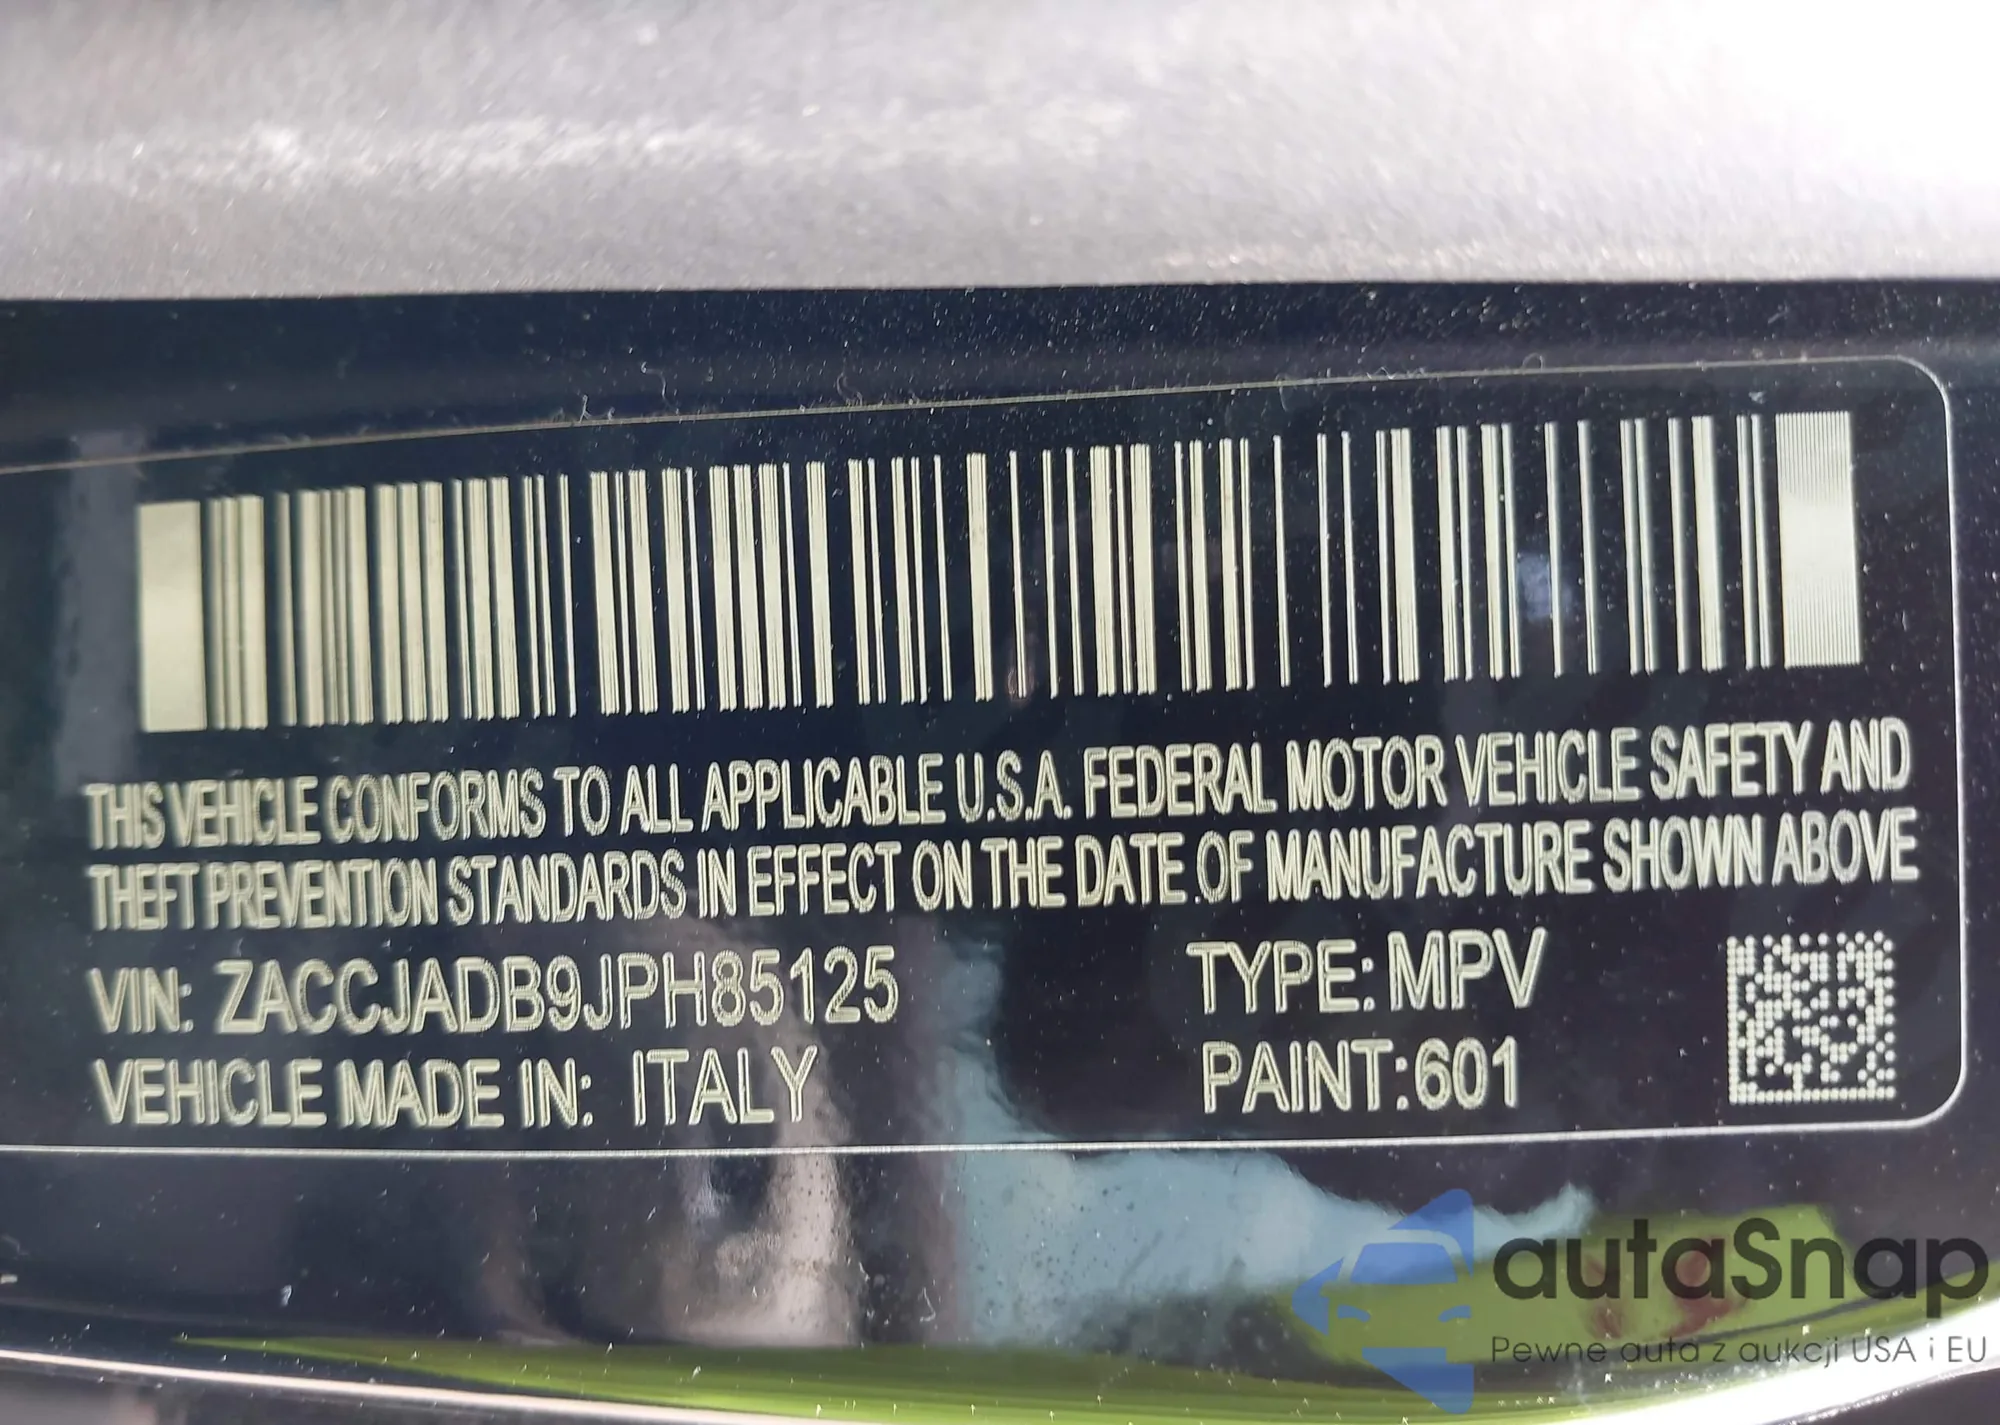 THIS VEHICLE CONFORMS TO ALL APPLICABLE U.S.A. FEDERAL MOTOR VEHICLE SAFETY AND
THEFT PREVENTION STANDARDS IN EFFECT ON THE DATE OF MANUFACTURE SHOWN ABOVE
VIN: ZACCJADB9JPH85125 TYPE: MPV
VEHICLE MADE IN: ITALY PAINT:601
autaSnap
Pewne auta z aukcji USA i EU